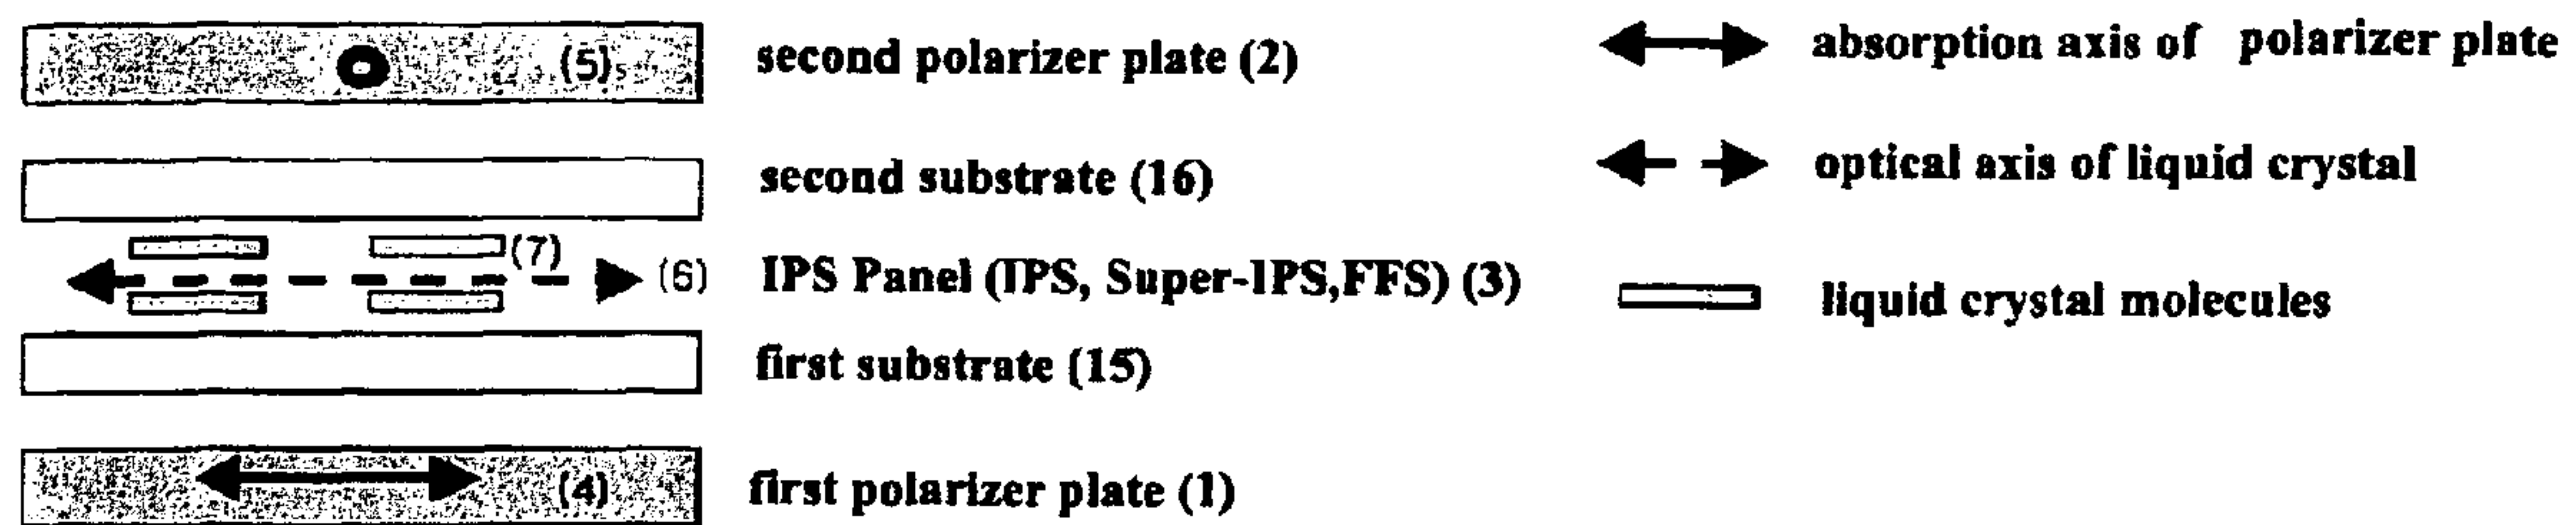 (5)
second polarizer plate (2)
second substrate (16)
(7)
(6)
IPS Panel (IPS, Super-IPS,FFS) (3)
first substrate (15)
(4)
first polarizer plate (1)
absorption axis of polarizer plate
optical axis of liquid crystal
liquid crystal molecules